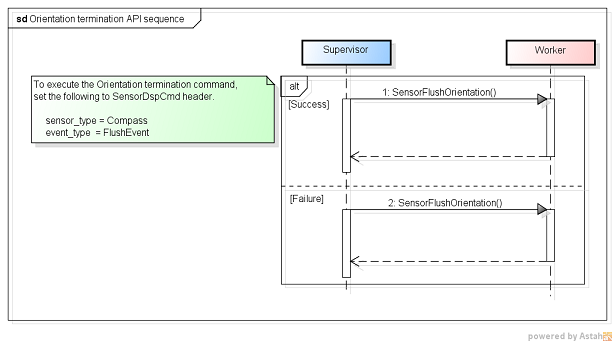 sd Orientation termination API sequence
Supervisor
Worker
To execute the Orientation termination command,
set the following to SensorDspCmd header.
sensor_type = Compass
event_type = FlushEvent
alt
[Success]
1: SensorFlushOrientation()
[Failure]
2: SensorFlushOrientation()
powered by Astah